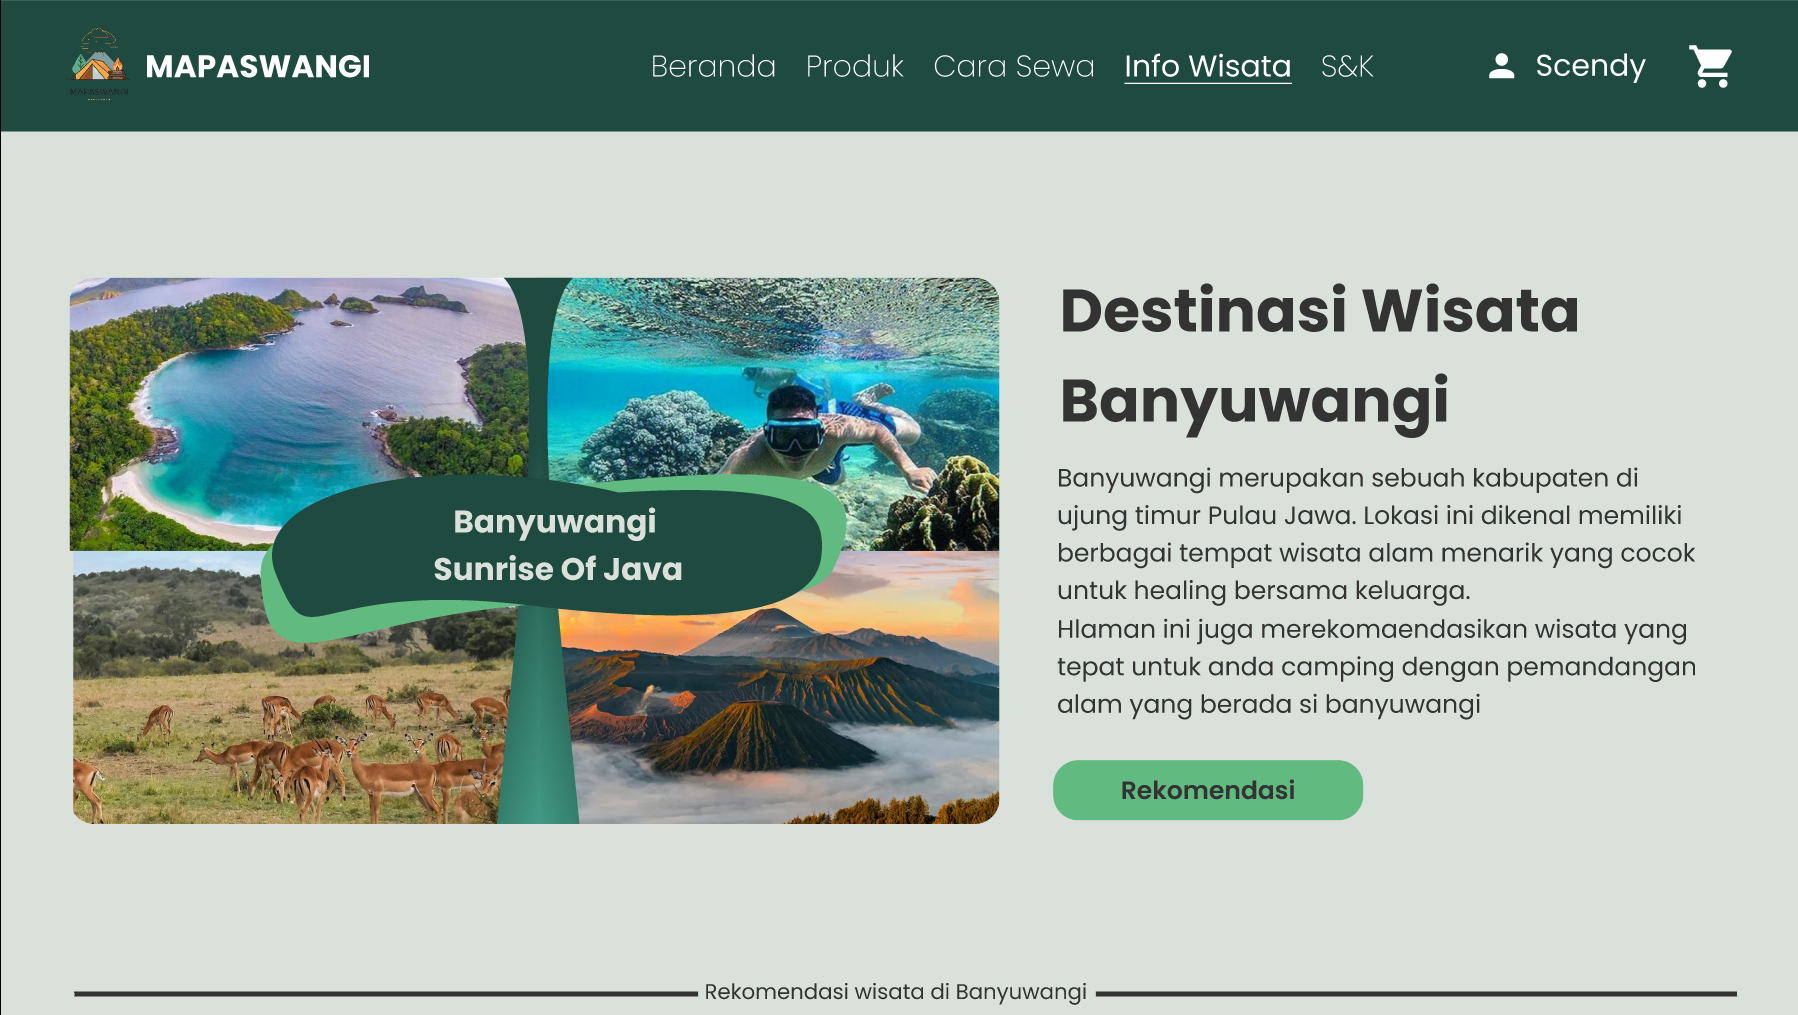 MAPASWANGI
MAPASWANGI
Beranda Produk Cara Sewa Info Wisata S&K
Scendy
Banyuwangi
Sunrise Of Java
Destinasi Wisata
Banyuwangi
Banyuwangi merupakan sebuah kabupaten di
ujung timur Pulau Jawa. Lokasi ini dikenal memiliki
berbagai tempat wisata alam menarik yang cocok
untuk healing bersama keluarga.
Hlaman ini juga merekomaendasikan wisata yang
tepat untuk anda camping dengan pemandangan
alam yang berada si banyuwangi
Rekomendasi
Rekomendasi wisata di Banyuwangi